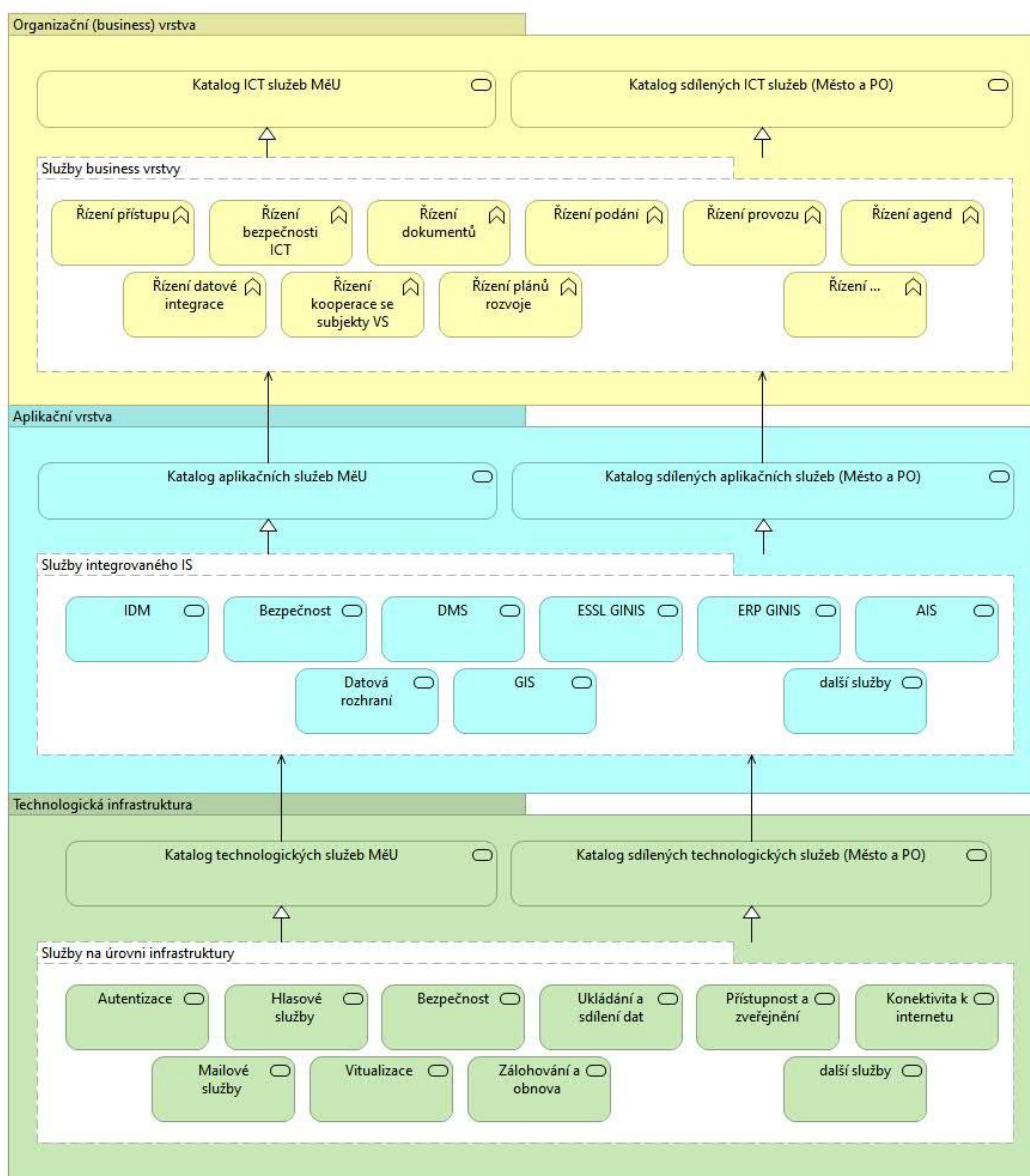 Organizační (business) vrstva
Katalog ICT služeb MěU
Katalog sdílených ICT služeb (Město a PO)
Služby business vrstvy
Řízení přístupu
Řízení
bezpečnosti
ICT
Řízení
dokumentů
Řízení podání
Řízení provozu
Řízení agend
Řízení datové
integrace
Řízení
kooperace se
subjekty VS
Řízení plánů
rozvoje
Řízení ...
Aplikační vrstva
Katalog aplikačních služeb MěU
Katalog sdílených aplikačních služeb (Město a PO)
Služby integrovaného IS
IDM
Bezpečnost
DMS
ESSL GINIS
ERP GINIS
AIS
Datová
rozhraní
GIS
další služby
Technologická infrastruktura
Katalog technologických služeb MěU
Katalog sdílených technologických služeb (Město a PO)
Služby na úrovni infrastruktury
Autentizace
Hlasové
služby
Bezpečnost
Ukládání a
sdílení dat
Přístupnost a
zveřejnění
Konektivita k
internetu
Mailové
služby
Vitualizace
Zálohování a
obnova
další služby